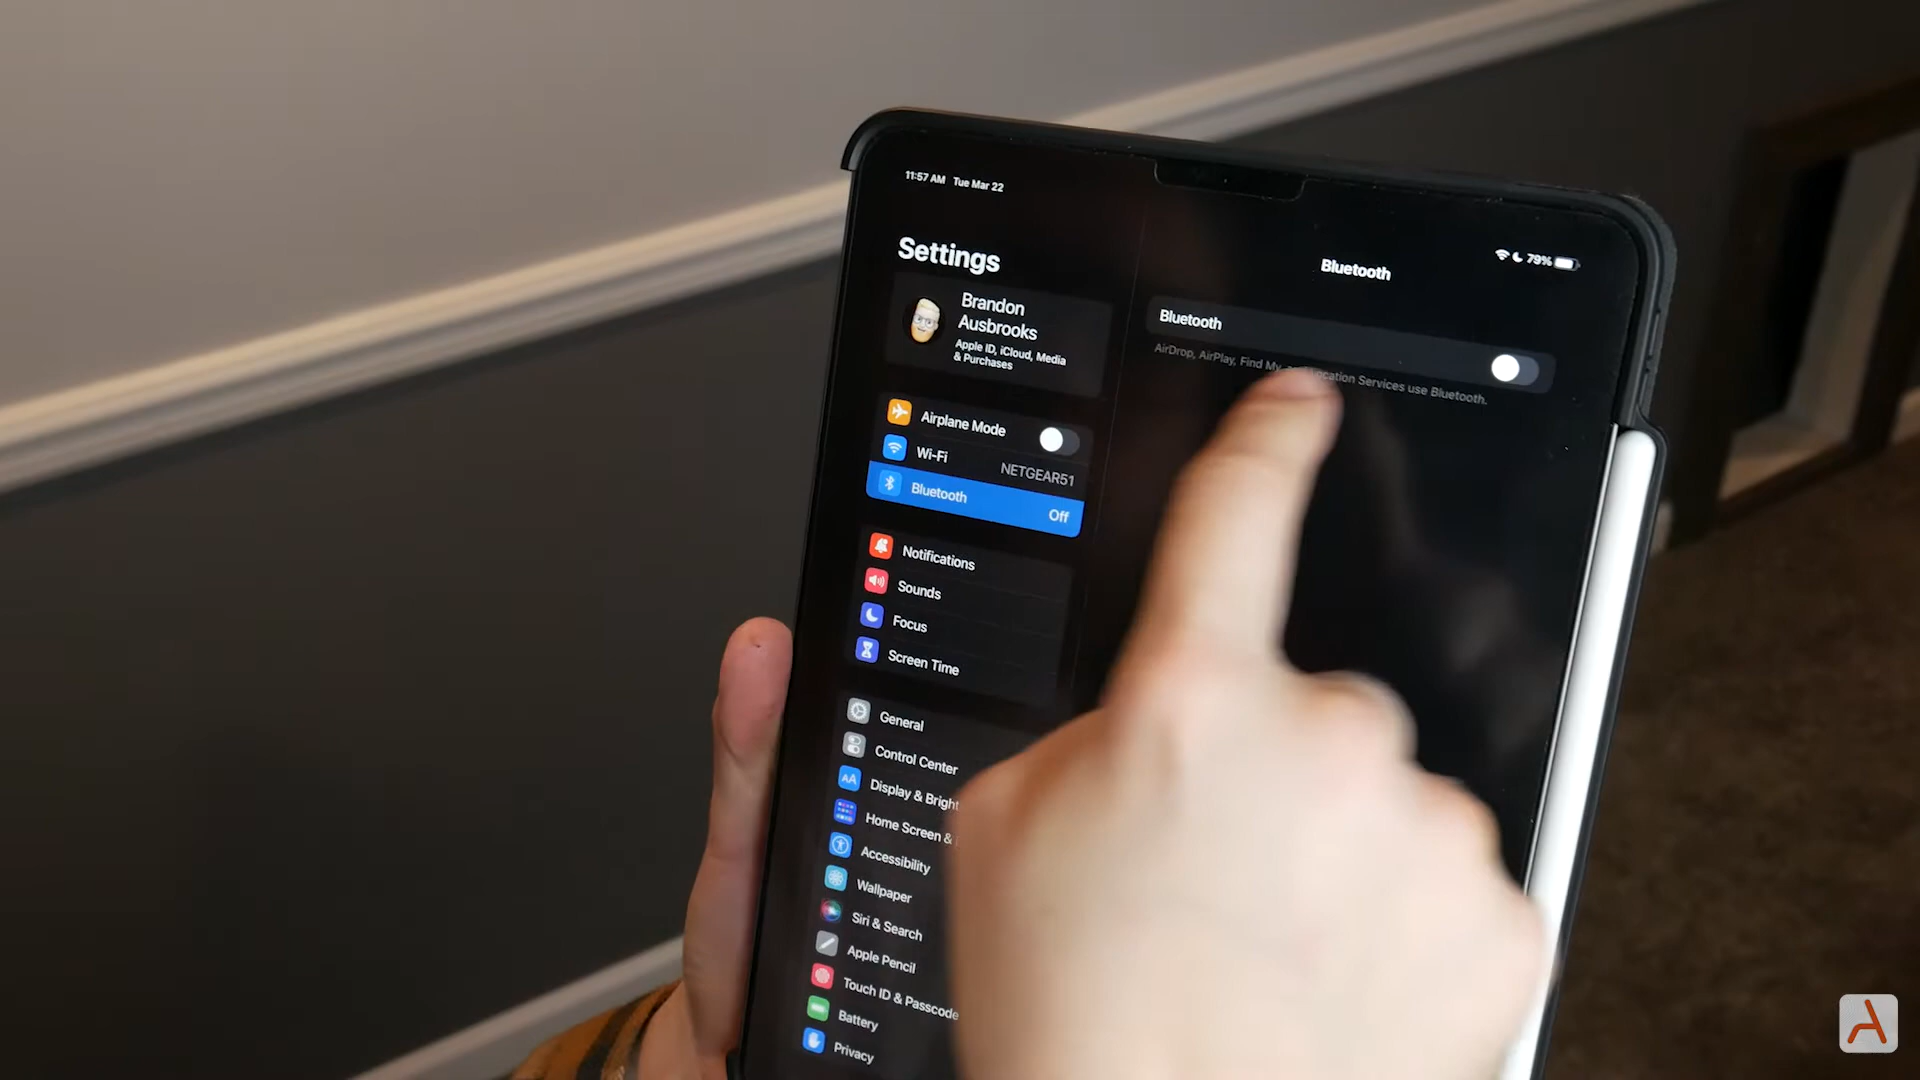 11:57 AM Tue Mar 22
79%
Settings
Bluetooth
Brandon
Ausbrooks
Apple ID, iCloud, Media
& Purchases
Bluetooth
AirDrop, AirPlay, Find My, Location Services use Bluetooth.
Airplane Mode
Wi-Fi NETGEAR51
Bluetooth Off
Notifications
Sounds
Focus
Screen Time
General
Control Center
Display & Bright
Home Screen &
Accessibility
Wallpaper
Siri & Search
Apple Pencil
Touch ID & Passcode
Battery
Privacy
AA